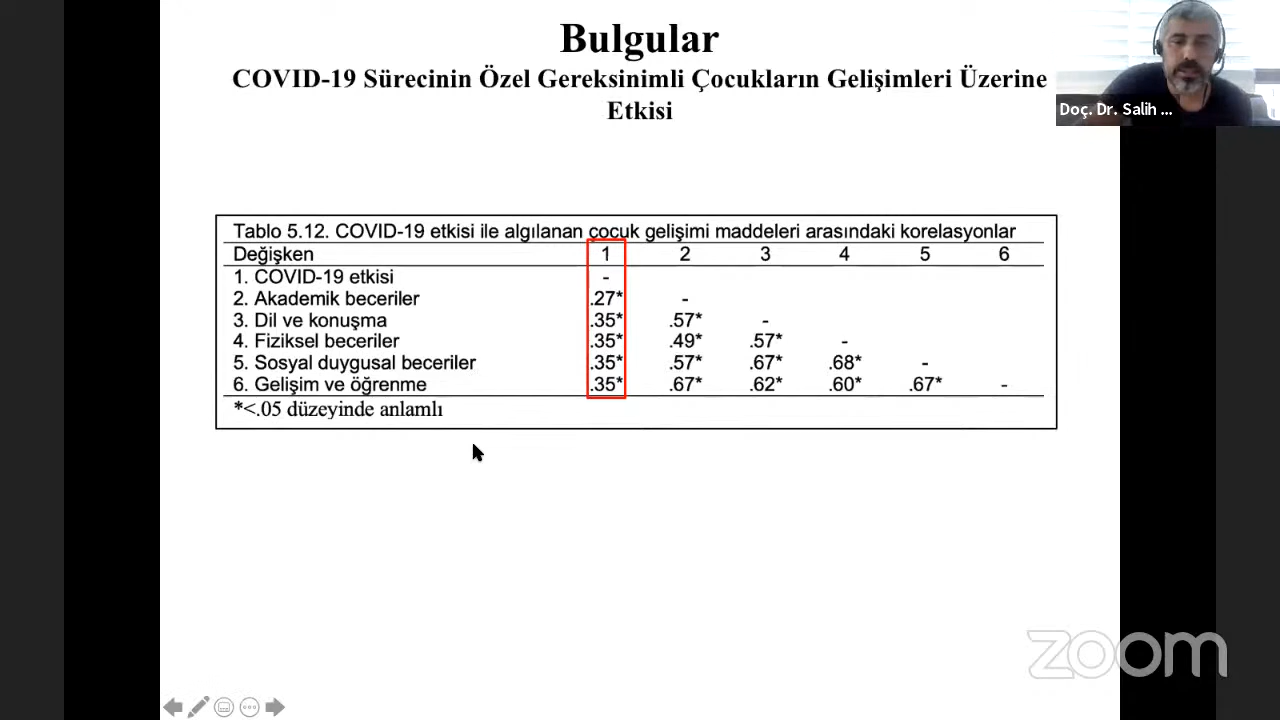 Bulgular
COVID-19 Sürecinin Özel Gereksinimli Çocukların Gelişimleri Üzerine
Etkisi
Doç. Dr. Salih ...
Tablo 5.12. COVID-19 etkisi ile algılanan çocuk gelişimi maddeleri arasındaki korelasyonlar
Değişken 1 2 3 4 5 6
1. COVID-19 etkisi -
2. Akademik beceriler .27* -
3. Dil ve konuşma .35* .57* -
4. Fiziksel beceriler .35* .49* .57* -
5. Sosyal duygusal beceriler .35* .57* .67* .68* -
6. Gelişim ve öğrenme .35* .67* .62* .60* .67* -
*<.05 düzeyinde anlamlı
zoom